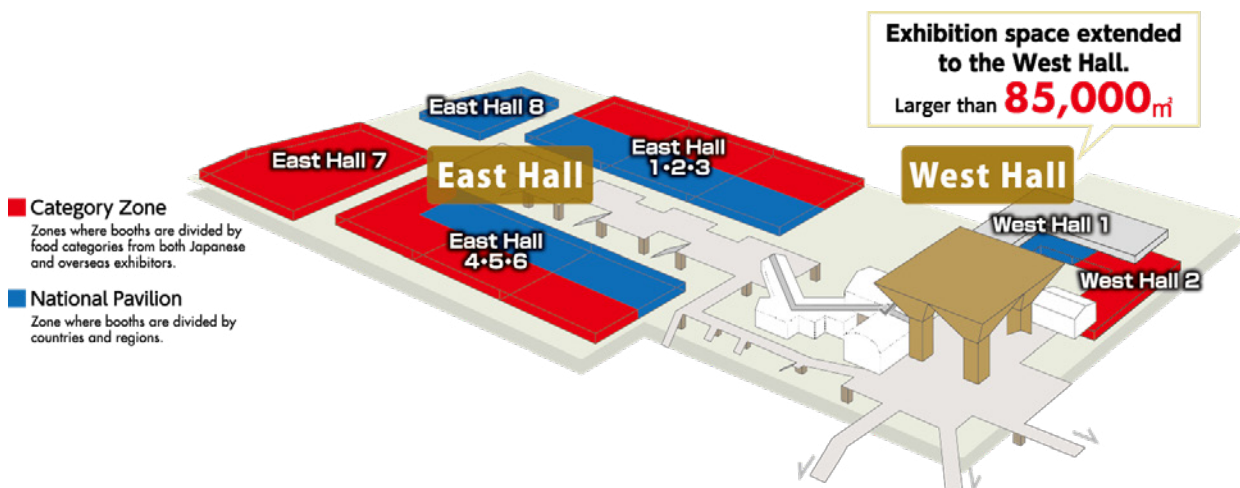 Exhibition space extended
to the West Hall.
Larger than 85,000㎡
East Hall 8
East Hall 7
East Hall
1•2•3
East Hall
West Hall
East Hall
4•5•6
West Hall 1
West Hall 2
Category Zone
Zones where booths are divided by
food categories from both Japanese
and overseas exhibitors.
National Pavilion
Zone where booths are divided by
countries and regions.